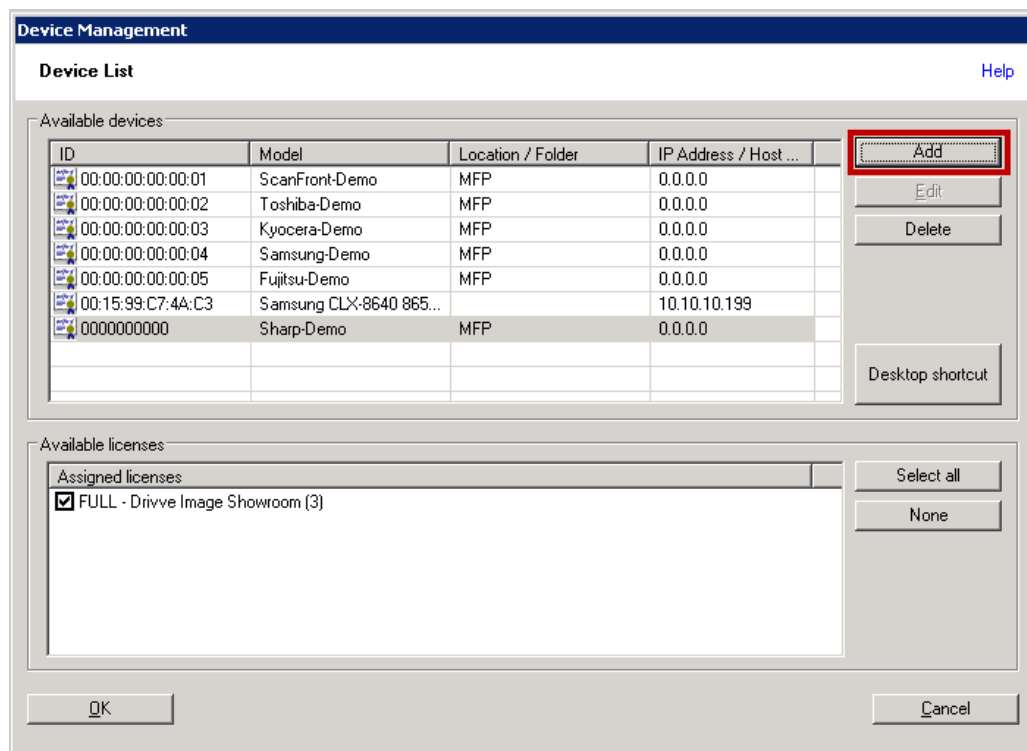 Device Management
Device List Help
Available devices
ID Model Location / Folder IP Address / Host ... Add
00:00:00:00:00:01 ScanFront-Demo MFP 0.0.0.0
00:00:00:00:00:02 Toshiba-Demo MFP 0.0.0.0 Edit
00:00:00:00:00:03 Kyocera-Demo MFP 0.0.0.0 Delete
00:00:00:00:00:04 Samsung-Demo MFP 0.0.0.0
00:00:00:00:00:05 Fujitsu-Demo MFP 0.0.0.0
00:15:99:C7:4A:C3 Samsung CLX-8640 865... 10.10.10.199
0000000000 Sharp-Demo MFP 0.0.0.0
Desktop shortcut
Available licenses
Assigned licenses Select all
FULL - Drivve Image Showroom (3)
None
OK Cancel